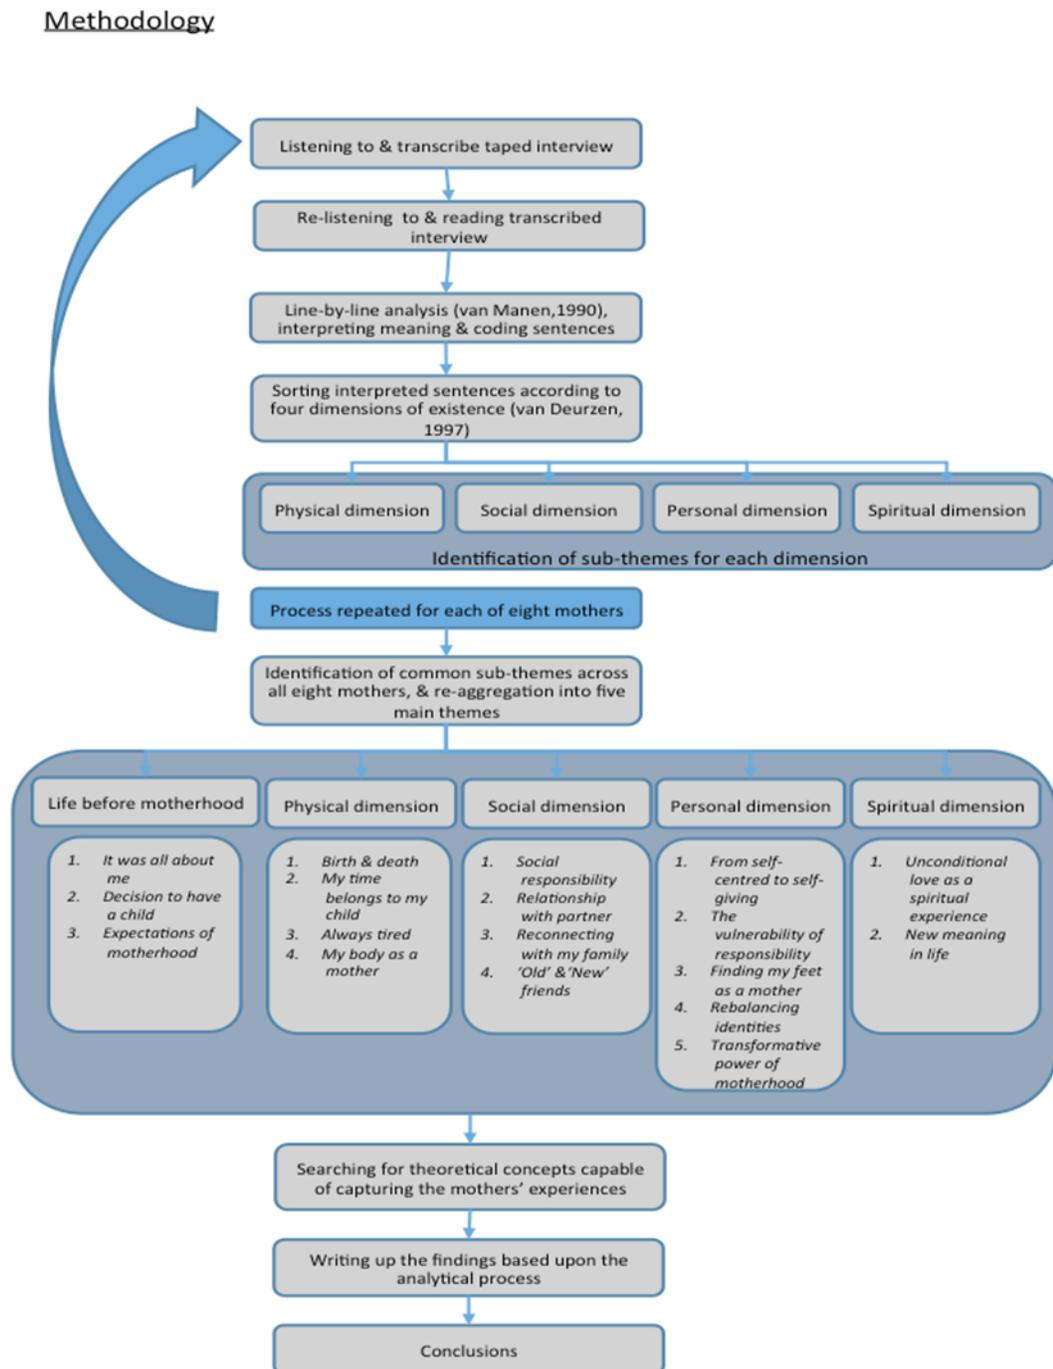 Methodology
Listening to & transcribe taped interview
Re-listening  to & reading transcribed
interview
Line-by-line analysis (van Manen,1990),
interpreting meaning & coding sentences
Sorting interpreted sentences according to
four dimensions of existence (van Deurzen,
1997)
Physical dimension
Social dimension
Personal dimension
Spiritual dimension
Identification of sub-themes for each dimension
Process repeated for each of eight mothers
Identification of common sub-themes across
all eight mothers, & re-aggregation into five
main themes
Life before motherhood
1. It was all about
me
2. Decision to have
a child
3. Expectations of
motherhood
Physical dimension
1. Birth & death
2. My time
belongs to my
child
3. Always tired
4. My body as a
mother
Social dimension
1. Social
responsibility
2. Relationship
with partner
3. Reconnecting
with my family
4. 'Old' &'New'
friends
Personal dimension
1. From self-
centred to self-
giving
2. The
vulnerability of
responsibility
3. Finding my feet
as a mother
4. Rebalancing
identities
5. Transformative
power of
motherhood
Spiritual dimension
1. Unconditional
love as a
spiritual
experience
2. New meaning
in life
Searching for theoretical concepts capable
of capturing the mothers' experiences
Writing up the findings based upon the
analytical process
Conclusions